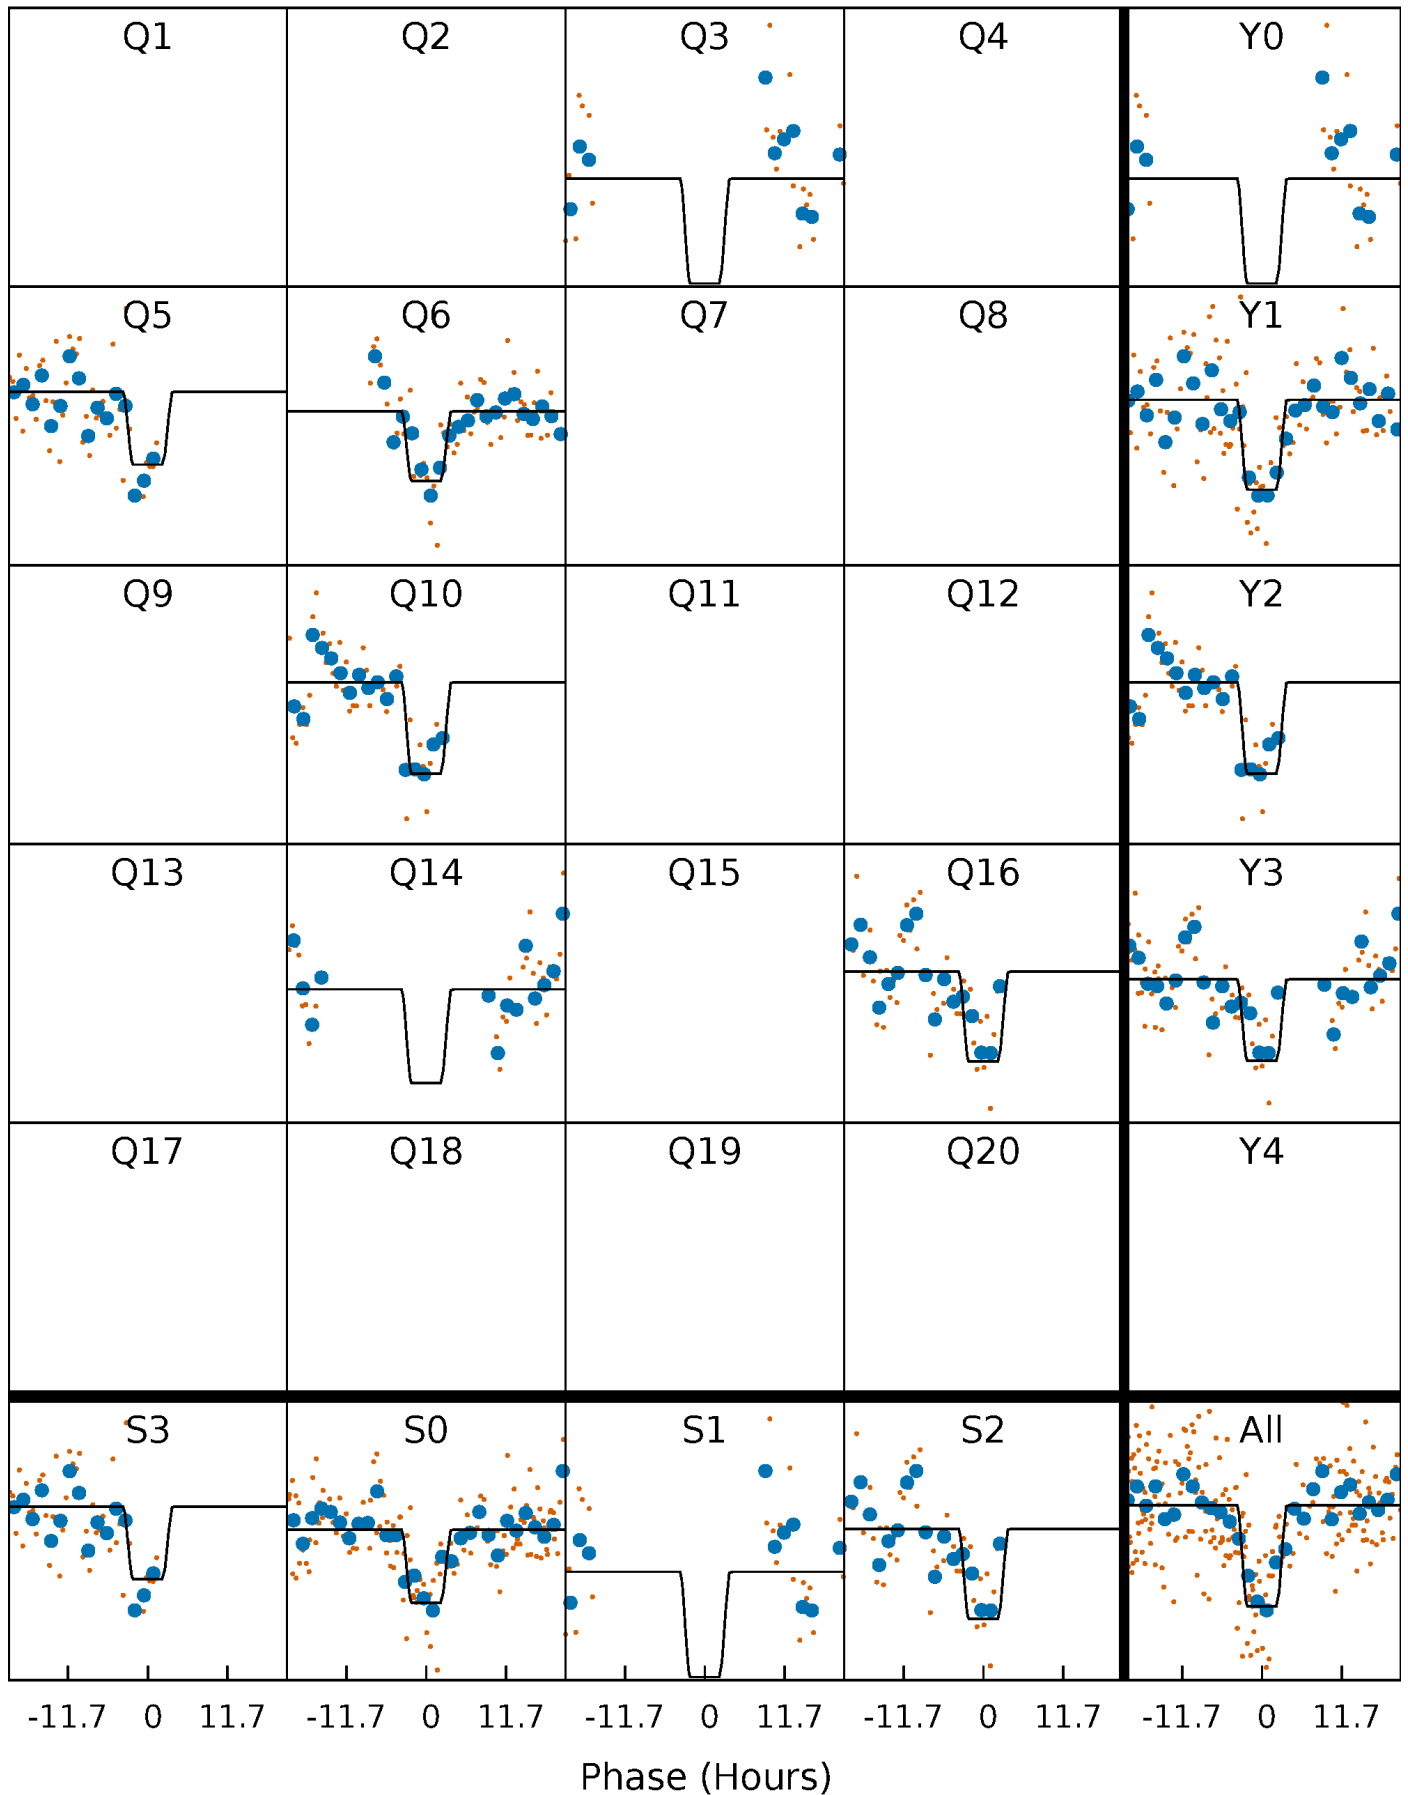 Q1 Q2 Q3 Q4 Y0
Q5 Q6 Q7 Q8 Y1
Q9 Q10 Q11 Q12 Y2
Q13 Q14 Q15 Q16 Y3
Q17 Q18 Q19 Q20 Y4
S3 S0 S1 S2 All
-11.7 0 11.7 -11.7 0 11.7 -11.7 0 11.7 -11.7 0 11.7 -11.7 0 11.7
Phase (Hours)